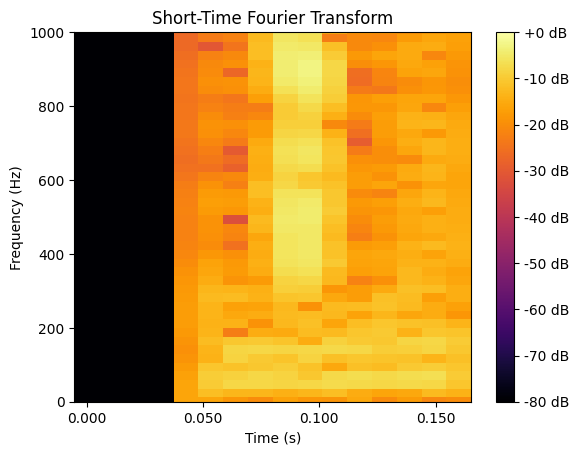 Short-Time Fourier Transform
1000
800
600
400
200
0
Frequency (Hz)
0.000
0.050
0.100
0.150
Time (s)
+0 dB
-10 dB
-20 dB
-30 dB
-40 dB
-50 dB
-60 dB
-70 dB
-80 dB